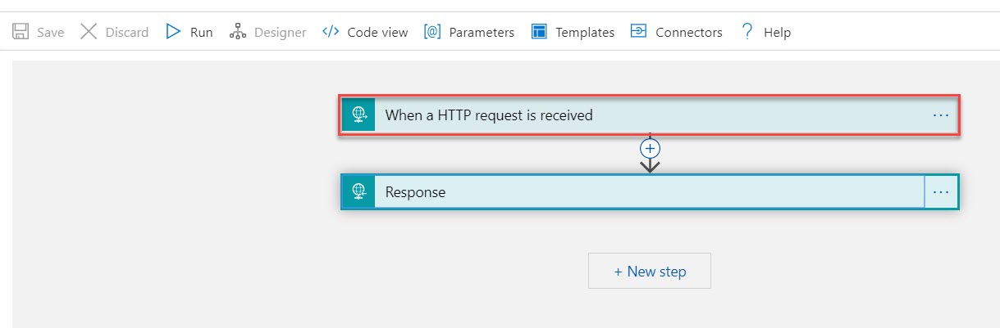 Save Discard Run Designer </> Code view [@] Parameters Templates Connectors ? Help
When a HTTP request is received ...
Response ...
+ New step